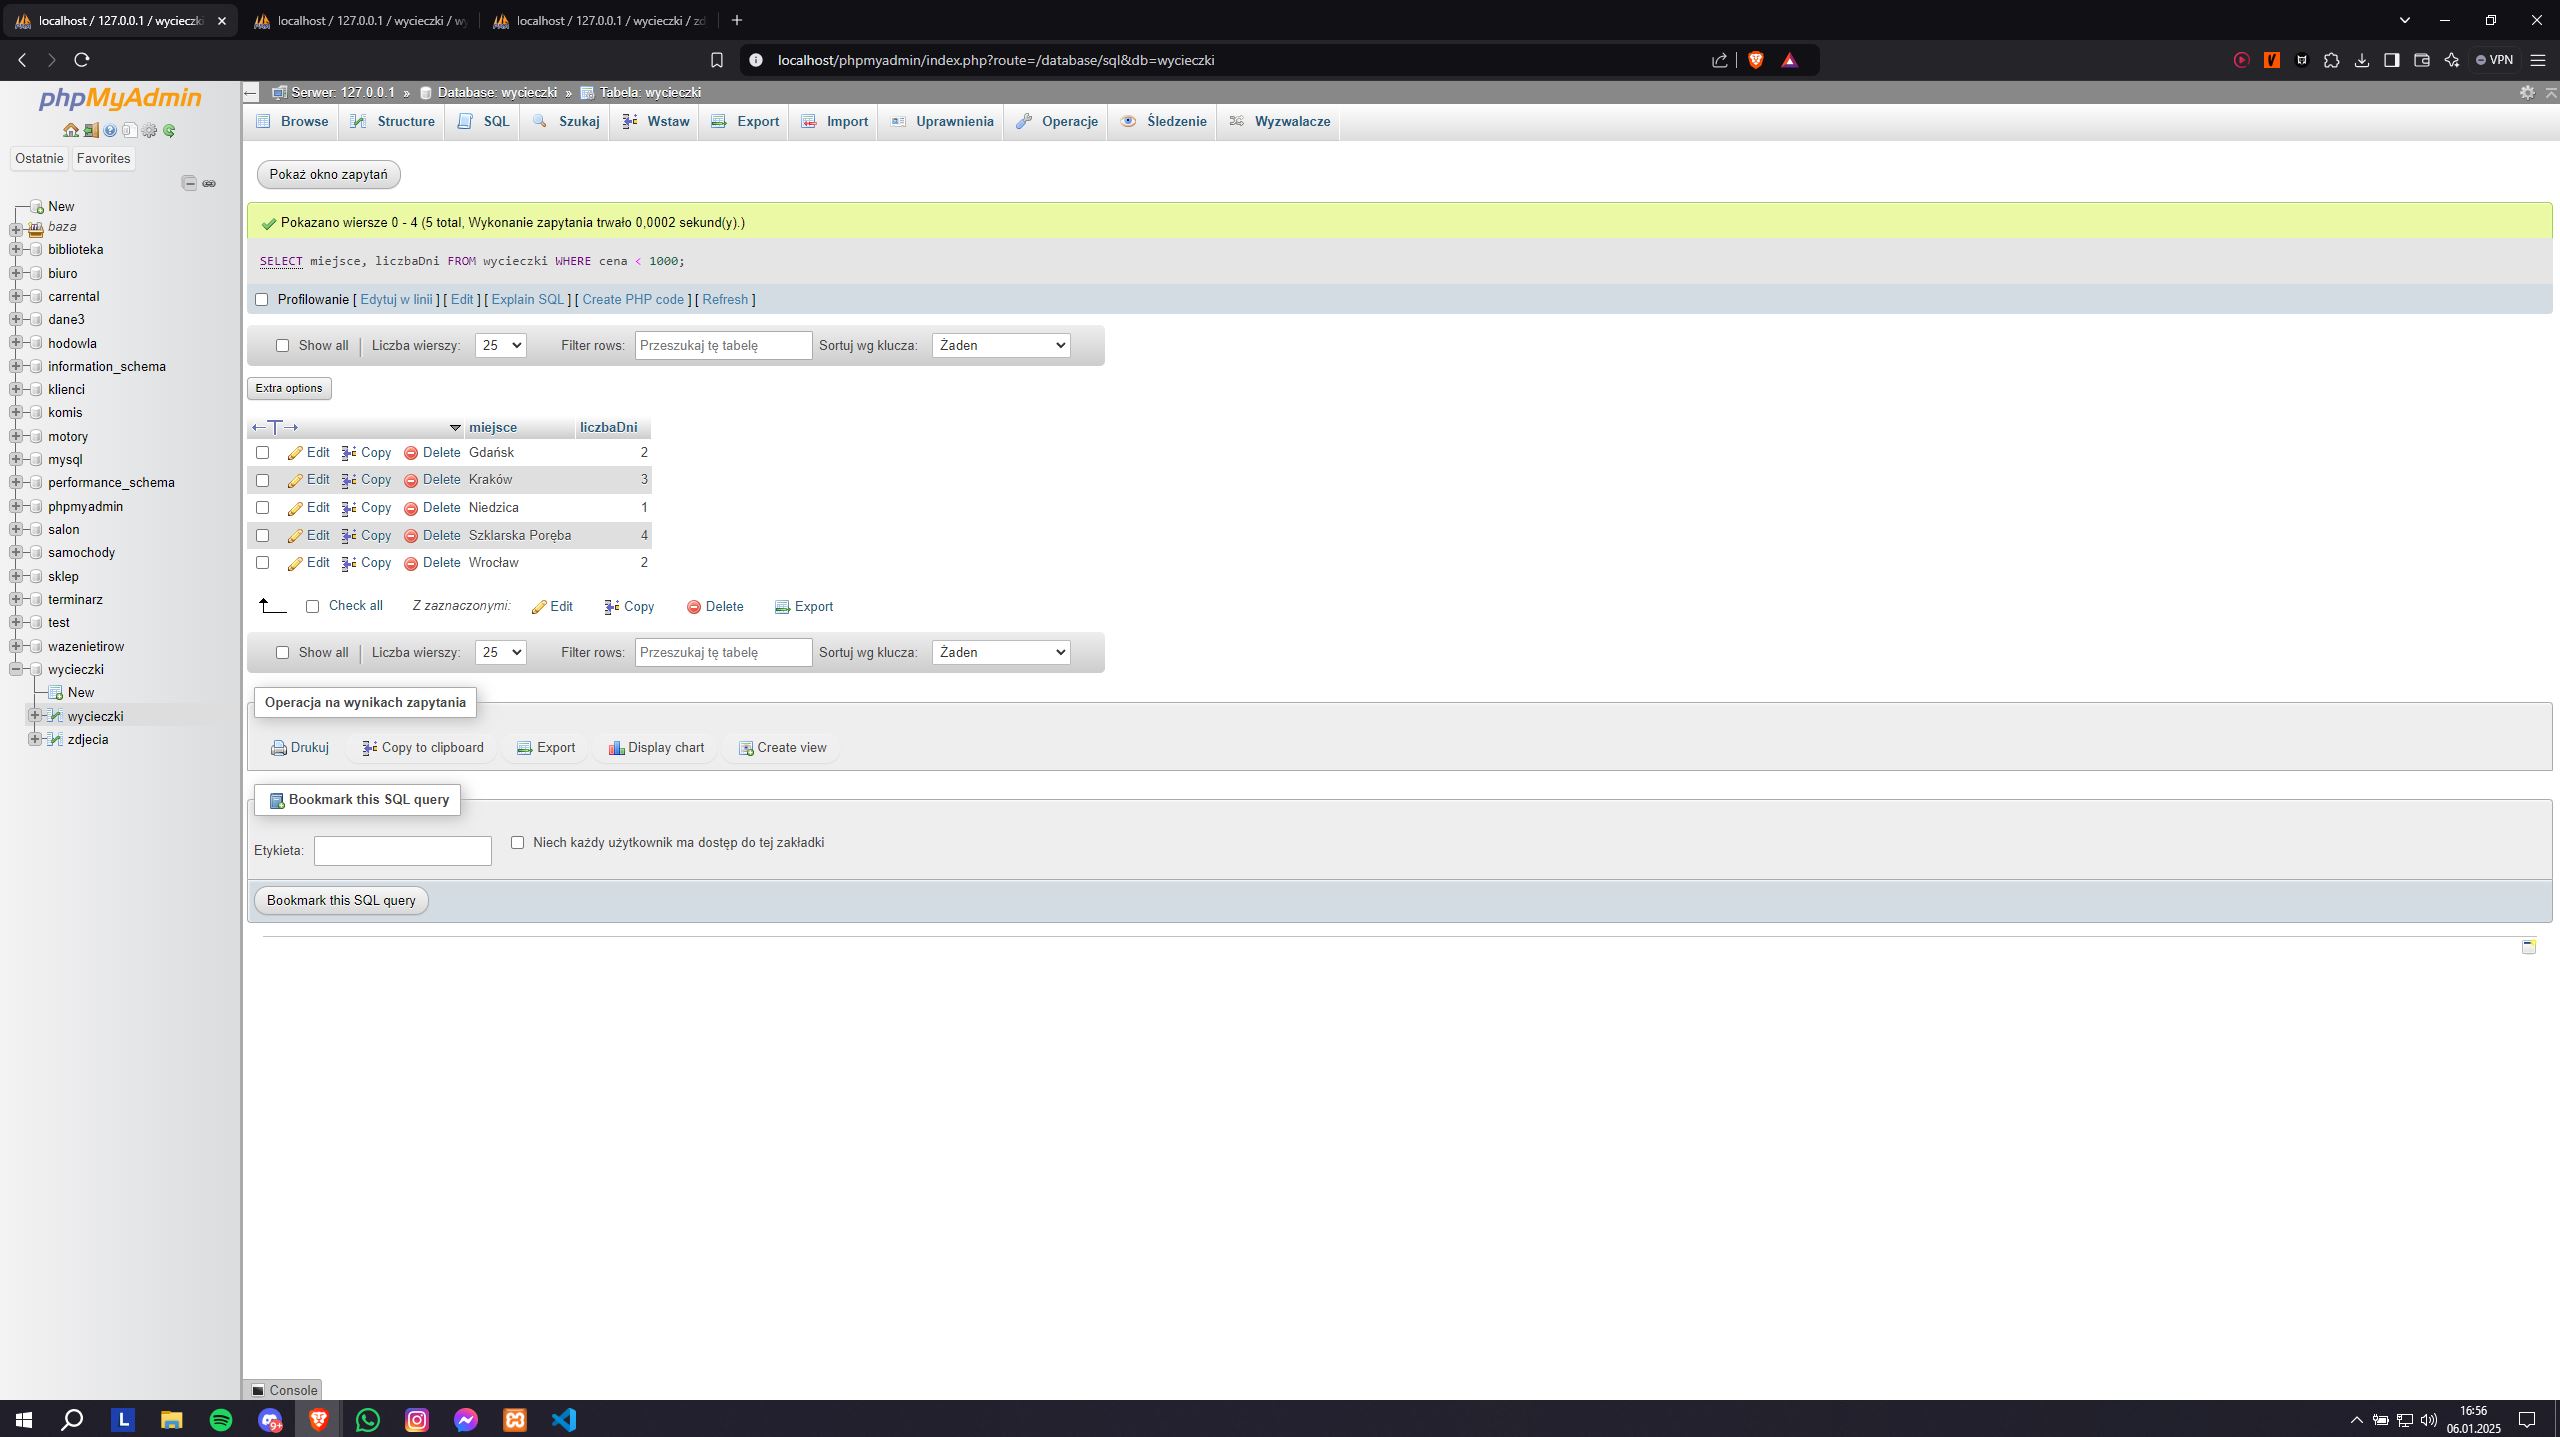 localhost / 127.0.0.1 / wycieczki
localhost / 127.0.0.1 / wycieczki / wy
localhost / 127.0.0.1 / wycieczki / zd
localhost/phpmyadmin/index.php?route=/database/sql&db=wycieczki
VPN
phpMyAdmin
Ostatnie
Favorites
New
baza
biblioteka
biuro
carrental
dane3
hodowla
information_schema
klienci
komis
motory
mysql
performance_schema
phpmyadmin
salon
samochody
sklep
terminarz
test
wazenietirow
wycieczki
New
wycieczki
zdjecia
Serwer: 127.0.0.1 » Database: wycieczki » Tabela: wycieczki
Browse Structure SQL Szukaj Wstaw Export Import Uprawnienia Operacje Śledzenie Wyzwalacze
Pokaż okno zapytań
Pokazano wiersze 0 - 4 (5 total, Wykonanie zapytania trwało 0,0002 sekund(y).)
SELECT miejsce, liczbaDni FROM wycieczki WHERE cena < 1000;
Profilowanie [ Edytuj w linii ] [ Edit ] [ Explain SQL ] [ Create PHP code ] [ Refresh ]
Show all | Liczba wierszy: 25 Filter rows: Przeszukaj tę tabelę Sortuj wg klucza: Żaden
Extra options
←T→ miejsce liczbaDni
Edit Copy Delete Gdańsk 2
Edit Copy Delete Kraków 3
Edit Copy Delete Niedzica 1
Edit Copy Delete Szklarska Poręba 4
Edit Copy Delete Wrocław 2
Check all Z zaznaczonymi: Edit Copy Delete Export
Show all | Liczba wierszy: 25 Filter rows: Przeszukaj tę tabelę Sortuj wg klucza: Żaden
Operacja na wynikach zapytania
Drukuj Copy to clipboard Export Display chart Create view
Bookmark this SQL query
Etykieta: Niech każdy użytkownik ma dostęp do tej zakładki
Bookmark this SQL query
Console
L
9+
16:56
06.01.2025